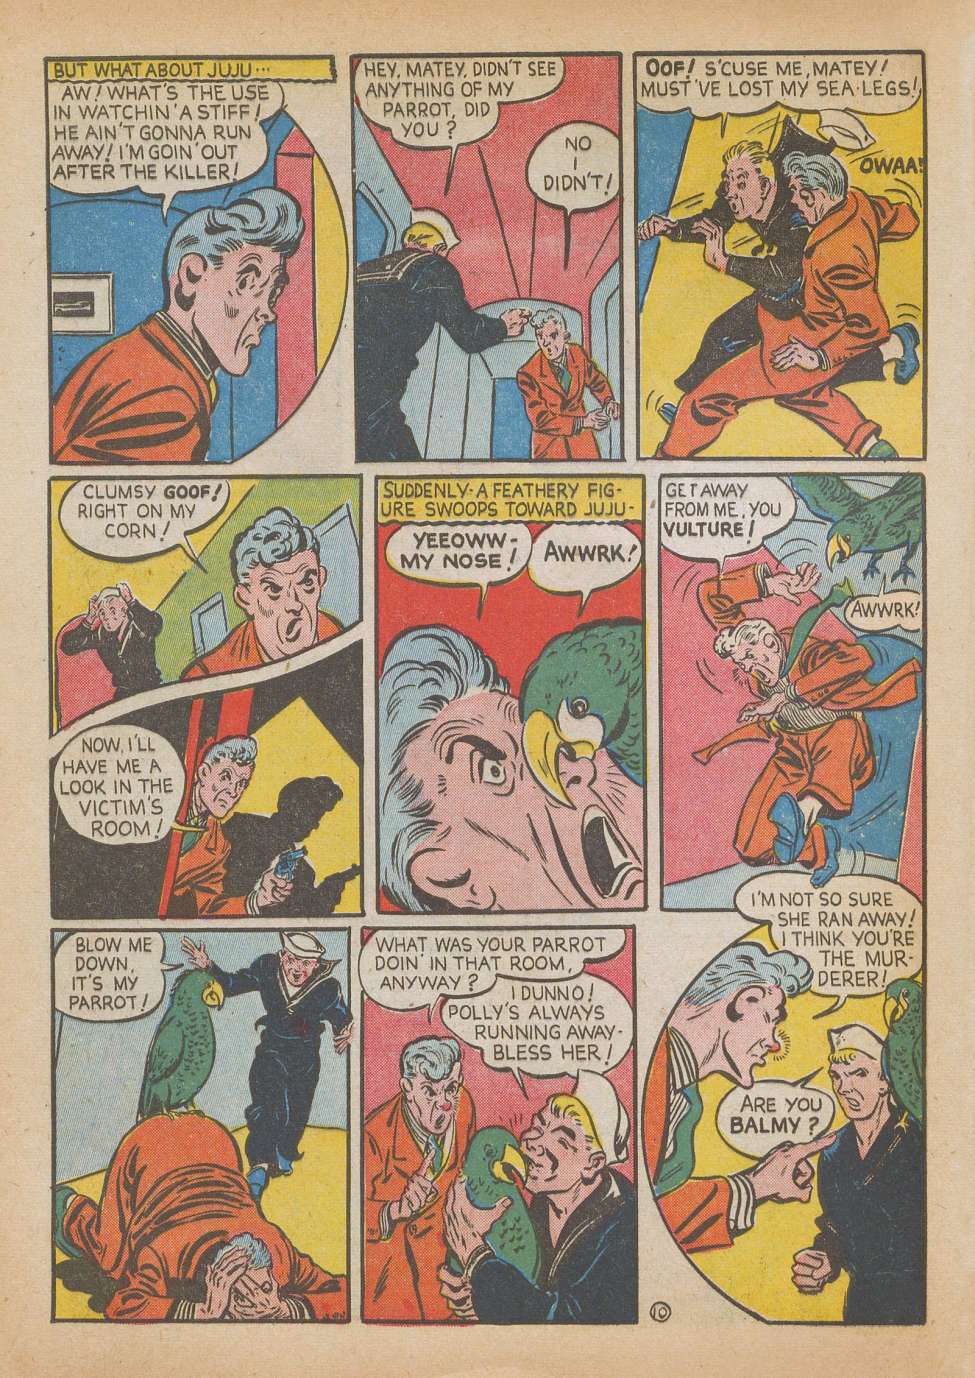 BUT WHAT ABOUT JUJU...
AW! WHAT'S THE USE
IN WATCHIN' A STIFF!
HE AIN'T GONNA RUN
AWAY! I'M GOIN' OUT
AFTER THE KILLER!
HEY, MATEY, DIDN'T SEE
ANYTHING OF MY
PARROT, DID
YOU?
NO
I
DIDN'T!
OOF! S'CUSE ME, MATEY!
MUST'VE LOST MY SEA-LEGS!
OWAA!
CLUMSY GOOF!
RIGHT ON MY
CORN!
NOW, I'LL
HAVE ME A
LOOK IN THE
VICTIM'S
ROOM!
SUDDENLY-A FEATHERY FIG-
URE SWOOPS TOWARD JUJU-
YEEOWW-
MY NOSE!
AWWRK!
GET AWAY
FROM ME, YOU
VULTURE!
AWWRK!
BLOW ME
DOWN,
IT'S MY
PARROT!
WHAT WAS YOUR PARROT
DOIN' IN THAT ROOM,
ANYWAY?
I DUNNO!
POLLY'S ALWAYS
RUNNING AWAY-
BLESS HER!
I'M NOT SO SURE
SHE RAN AWAY!
I THINK YOU'RE
THE MUR-
DERER!
ARE YOU
BALMY?
10